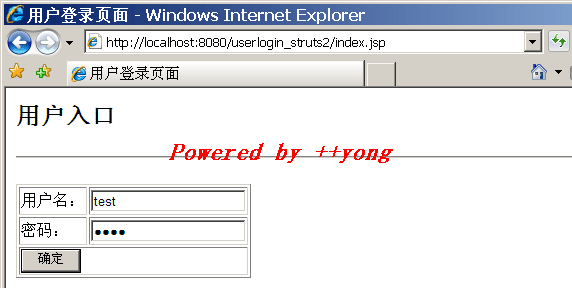 用户登录页面 - Windows Internet Explorer
http://localhost:8080/userlogin_struts2/index.jsp
用户登录页面
用户入口
Powered by ++yong
用户名： test
密码： ●●●●
确定